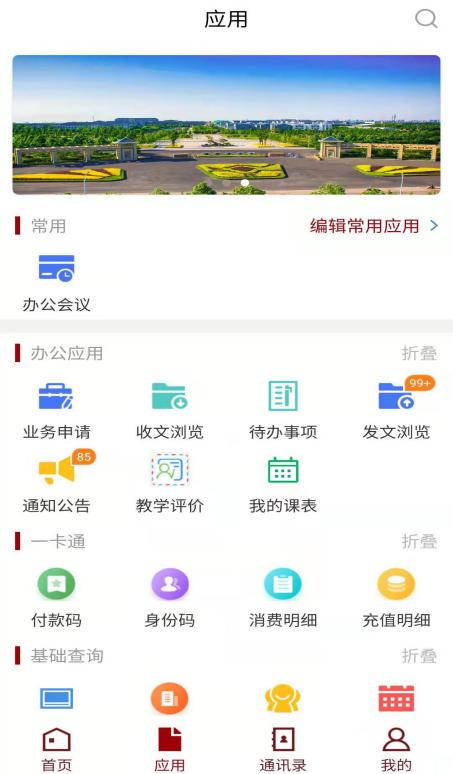 应用
常用
编辑常用应用 >
办公会议
办公应用 折叠
业务申请 收文浏览 待办事项 99+ 发文浏览
85 通知公告 教学评价 我的课表
一卡通 折叠
付款码 身份码 消费明细 充值明细
基础查询 折叠
首页 应用 通讯录 我的